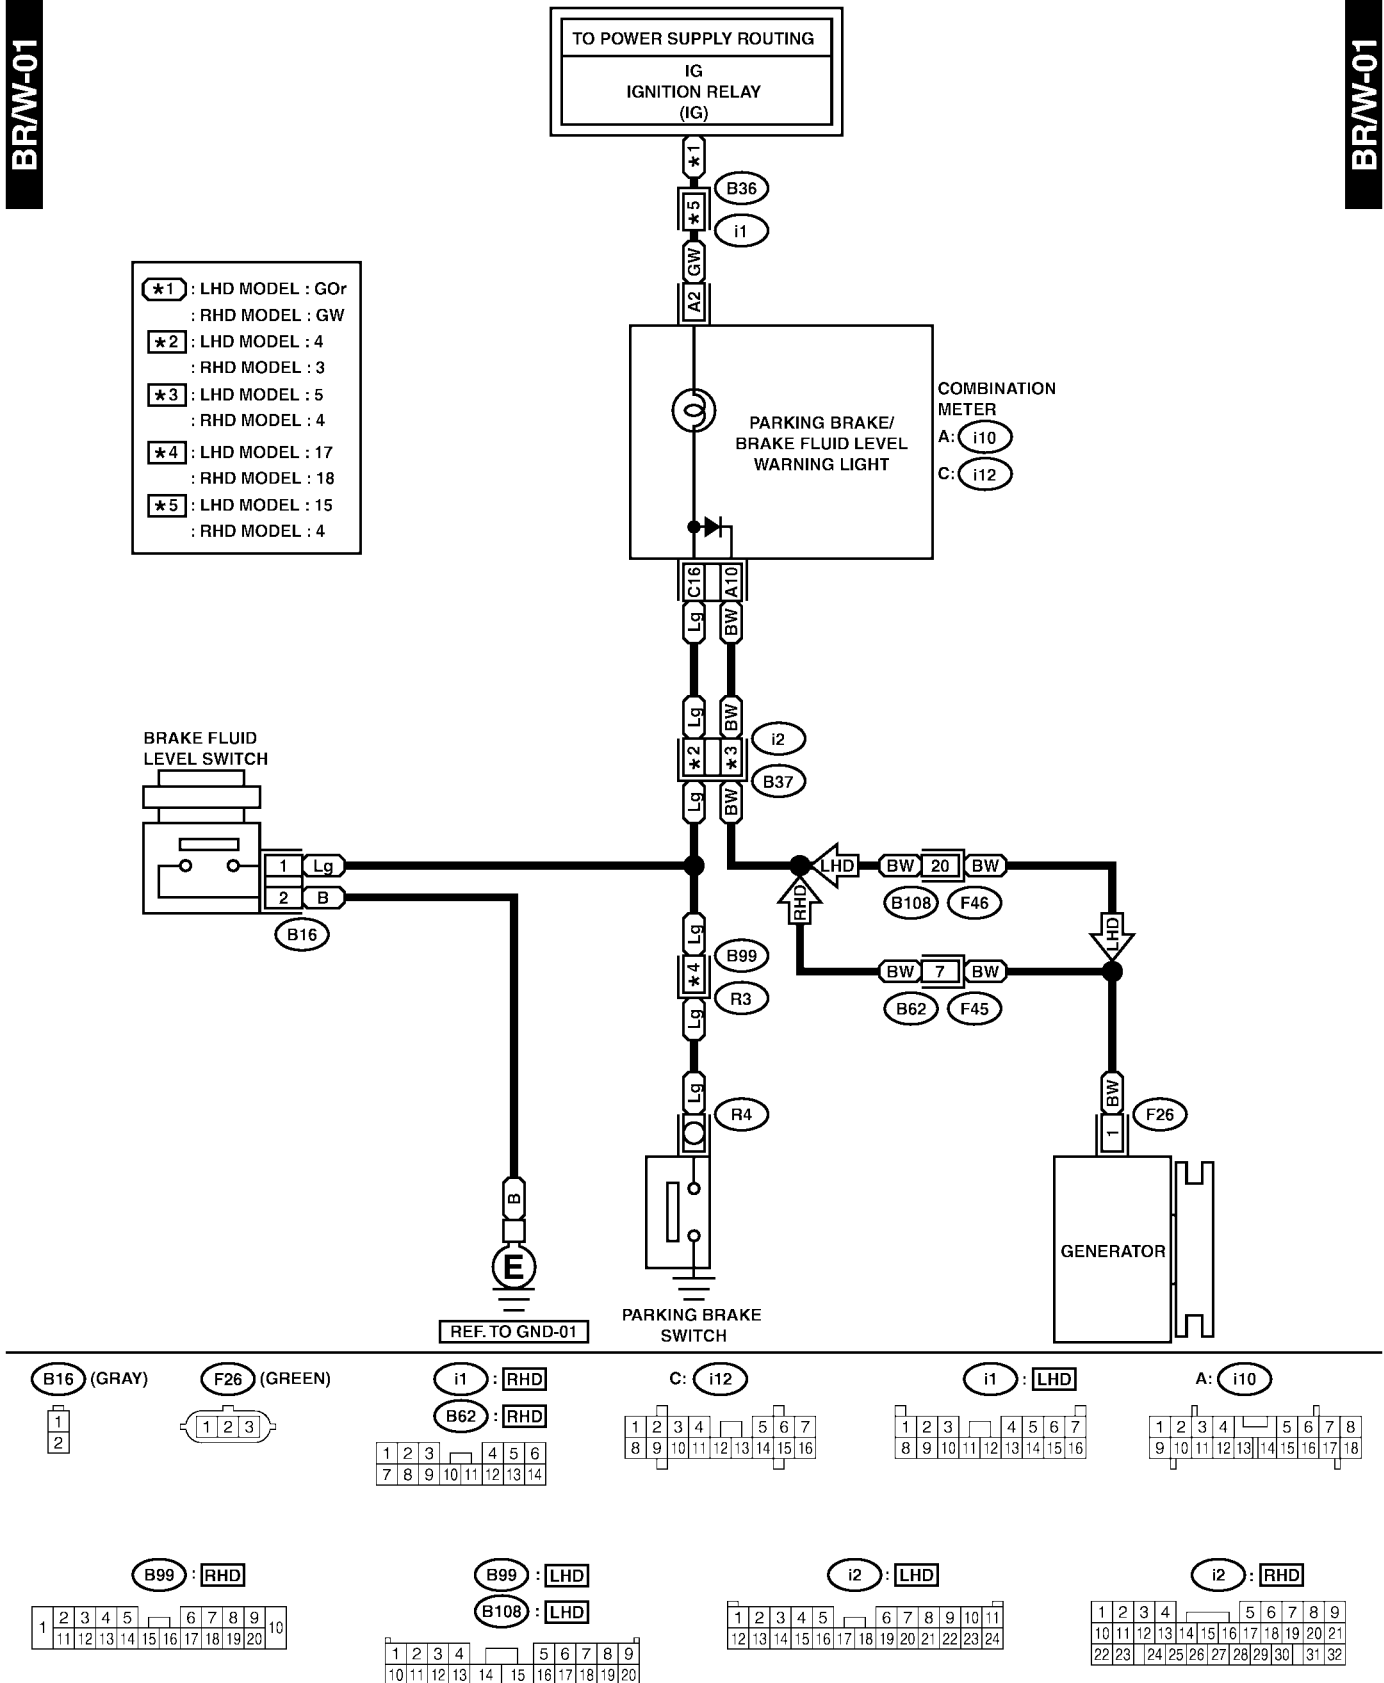 BR/W-01
BR/W-01
TO POWER SUPPLY ROUTING
IG
IGNITION RELAY
(IG)
*1
B36
*5
i1
GW
A2
*1 : LHD MODEL : GOr
: RHD MODEL : GW
*2 : LHD MODEL : 4
: RHD MODEL : 3
*3 : LHD MODEL : 5
: RHD MODEL : 4
*4 : LHD MODEL : 17
: RHD MODEL : 18
*5 : LHD MODEL : 15
: RHD MODEL : 4
PARKING BRAKE/
BRAKE FLUID LEVEL
WARNING LIGHT
COMBINATION
METER
A: i10
C: i12
C16 A10
Lg BW
Lg BW
*2 *3
i2
B37
Lg BW
BRAKE FLUID
LEVEL SWITCH
1 Lg
2 B
B16
LHD BW 20 BW
B108 F46
RHD
LHD
BW 7 BW
B62 F45
Lg
B99
*4
R3
Lg
Lg
R4
BW
F26
1
B
E
REF. TO GND-01
PARKING BRAKE
SWITCH
GENERATOR
B16 (GRAY)
1
2
F26 (GREEN)
1 2 3
i1 : RHD
B62 : RHD
1 2 3 4 5 6
7 8 9 10 11 12 13 14
C: i12
1 2 3 4 5 6 7
8 9 10 11 12 13 14 15 16
i1 : LHD
1 2 3 4 5 6 7
8 9 10 11 12 13 14 15 16
A: i10
1 2 3 4 5 6 7 8
9 10 11 12 13 14 15 16 17 18
B99 : RHD
1 2 3 4 5 6 7 8 9 10
11 12 13 14 15 16 17 18 19 20
B99 : LHD
B108 : LHD
1 2 3 4 5 6 7 8 9
10 11 12 13 14 15 16 17 18 19 20
i2 : LHD
1 2 3 4 5 6 7 8 9 10 11
12 13 14 15 16 17 18 19 20 21 22 23 24
i2 : RHD
1 2 3 4 5 6 7 8 9
10 11 12 13 14 15 16 17 18 19 20 21
22 23 24 25 26 27 28 29 30 31 32